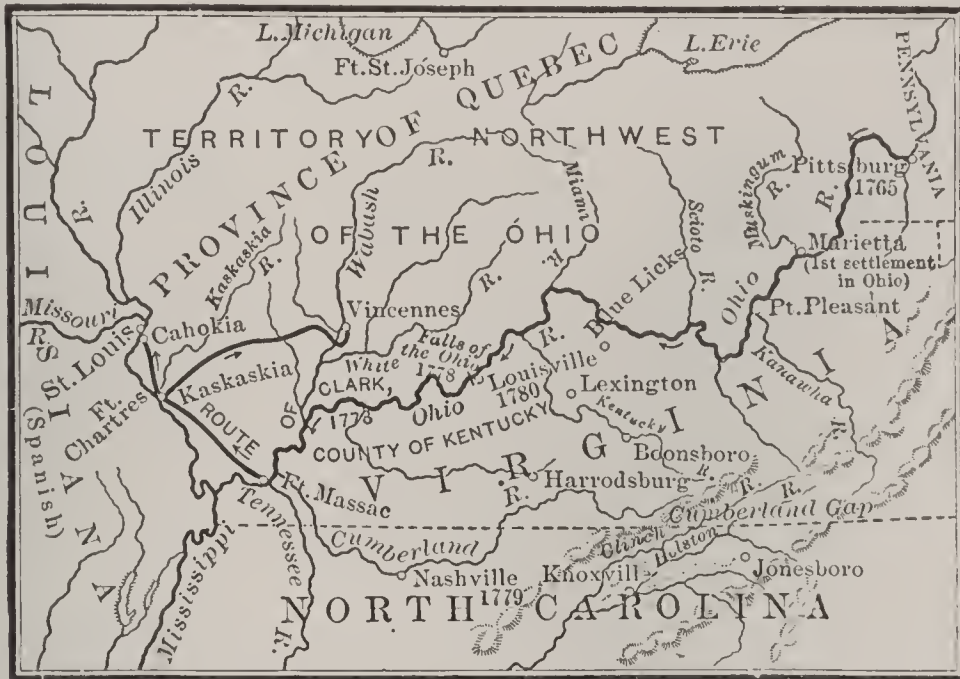 L. Michigan
Ft. St. Joseph
L. Erie
PENNSYLVANIA
LOUISIANA
(Spanish)
PROVINCE OF QUEBEC
TERRITORY NORTHWEST
OF THE OHIO
Illinois R.
R.
Kaskaskia R.
Wabash R.
Miami R.
Scioto R.
Muskingum R.
Pittsburg
1765
Marietta
(1st settlement
in Ohio)
Pt. Pleasant
Ohio R.
Kanawha R.
Missouri R.
St. Louis
Cahokia
Vincennes
Kaskaskia
Ft. Chartres
White R.
Falls of
the Ohio
1778
Blue Licks
Louisville
1780
Lexington
ROUTE OF CLARK,
1778
Ohio R.
Kentucky R.
COUNTY OF KENTUCKY
VIRGINIA
Boonsboro
Harrodsburg
Ft. Massac
Tennessee R.
Cumberland R.
Cumberland Gap
Clinch R.
Holston R.
Mississippi
Nashville
1779
Knoxvill
Jonesboro
NORTH CAROLINA